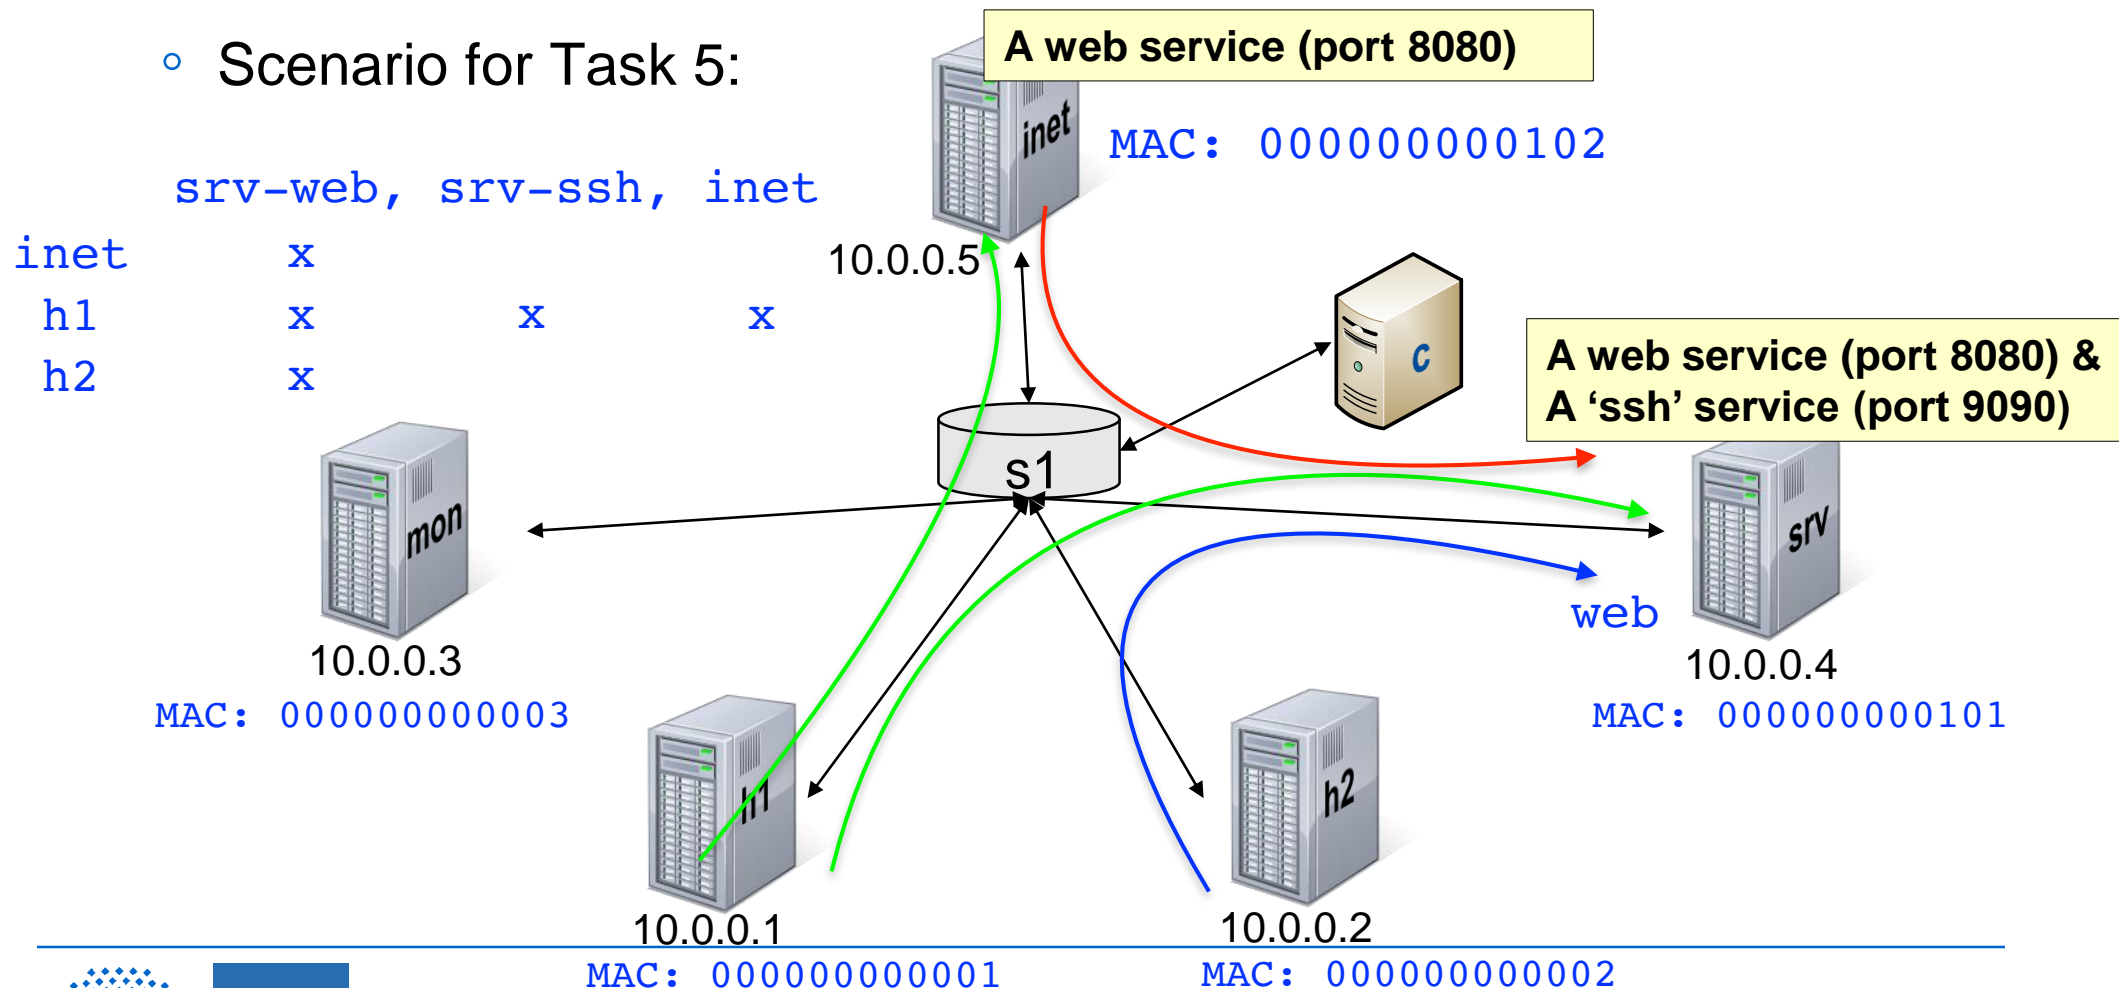 A web service (port 8080)
◦ Scenario for Task 5:
inet
MAC: 000000000102
srv-web, srv-ssh, inet
inet x
10.0.0.5
h1 x x x
A web service (port 8080) &
A ‘ssh’ service (port 9090)
C
h2 x
s1
mon
srv
web
10.0.0.3
10.0.0.4
MAC: 000000000003
MAC: 000000000101
h1
h2
10.0.0.1
10.0.0.2
MAC: 000000000001
MAC: 000000000002